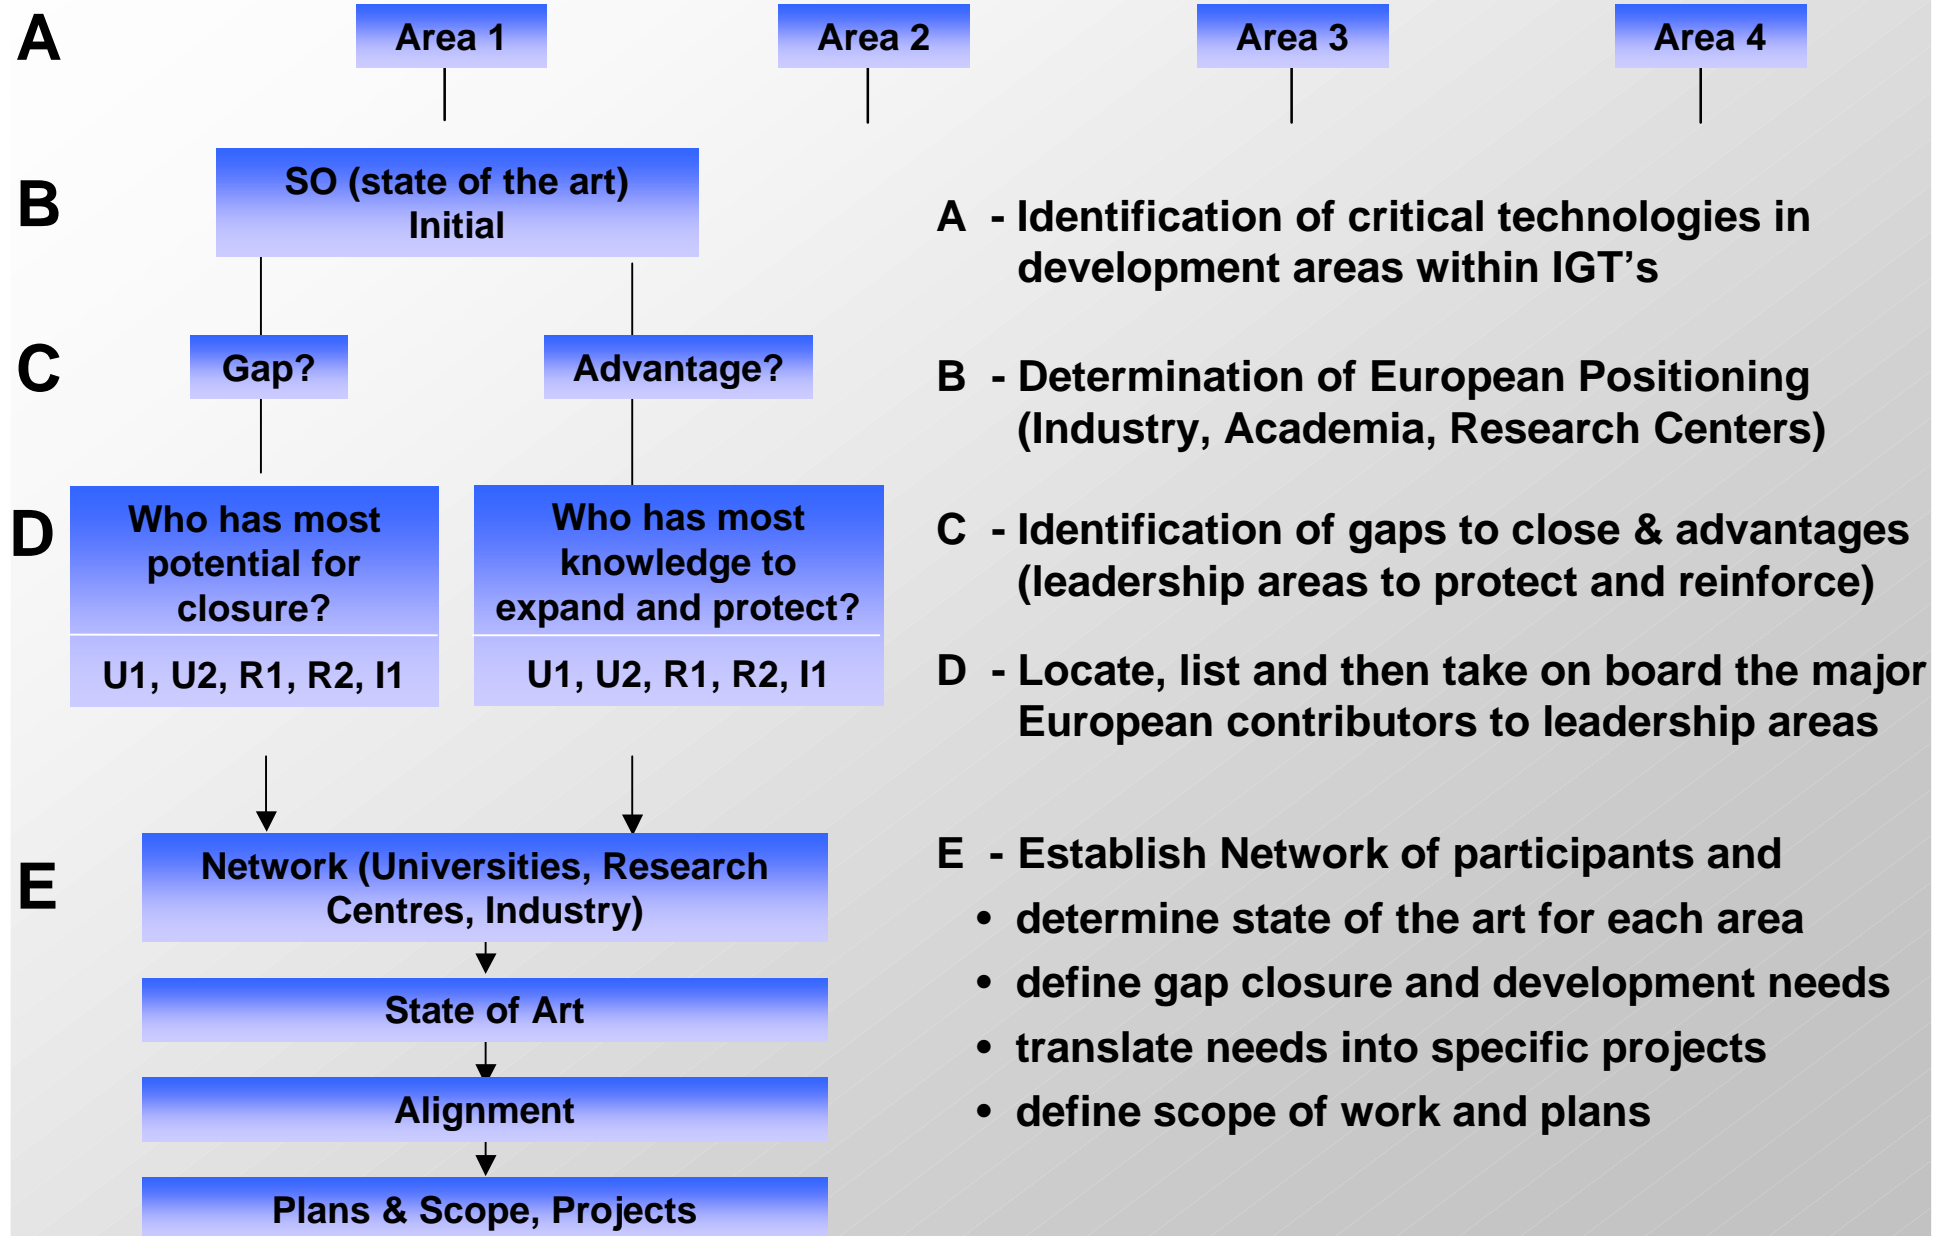 A
Area 1
Area 2
Area 3
Area 4
B
SO (state of the art)
Initial
C
Gap?
Advantage?
D
Who has most
potential for
closure?
U1, U2, R1, R2, I1
Who has most
knowledge to
expand and protect?
U1, U2, R1, R2, I1
E
Network (Universities, Research
Centres, Industry)
State of Art
Alignment
Plans & Scope, Projects
A - Identification of critical technologies in
development areas within IGT’s
B - Determination of European Positioning
(Industry, Academia, Research Centers)
C - Identification of gaps to close & advantages
(leadership areas to protect and reinforce)
D - Locate, list and then take on board the major
European contributors to leadership areas
E - Establish Network of participants and
• determine state of the art for each area
• define gap closure and development needs
• translate needs into specific projects
• define scope of work and plans